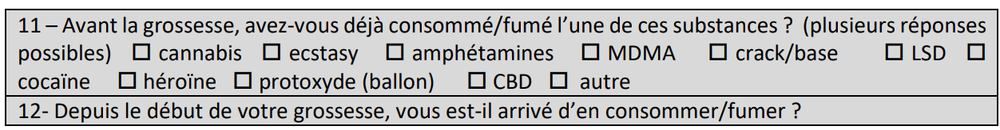 11 – Avant la grossesse, avez-vous déjà consommé/fumé l’une de ces substances ? (plusieurs réponses
possibles) ☐ cannabis ☐ ecstasy ☐ amphétamines ☐ MDMA ☐ crack/base ☐ LSD ☐
cocaïne ☐ héroïne ☐ protoxyde (ballon) ☐ CBD ☐ autre
12- Depuis le début de votre grossesse, vous est-il arrivé d’en consommer/fumer ?